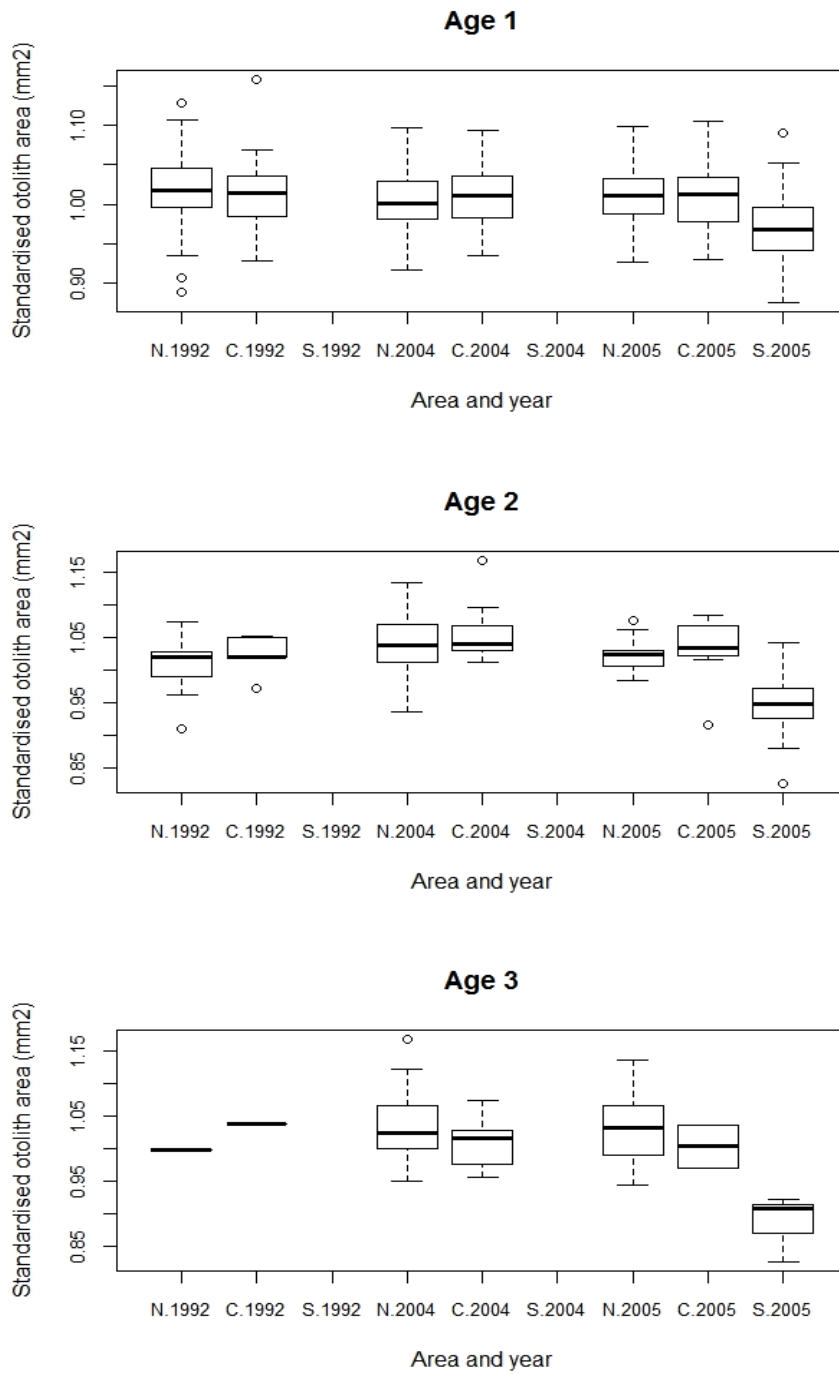 Age 1
Standardised otolith area (mm2)
1.10
1.00
0.90
N.1992 C.1992 S.1992 N.2004 C.2004 S.2004 N.2005 C.2005 S.2005
Area and year
Age 2
Standardised otolith area (mm2)
1.15
1.05
0.95
0.85
N.1992 C.1992 S.1992 N.2004 C.2004 S.2004 N.2005 C.2005 S.2005
Area and year
Age 3
Standardised otolith area (mm2)
1.15
1.05
0.95
0.85
N.1992 C.1992 S.1992 N.2004 C.2004 S.2004 N.2005 C.2005 S.2005
Area and year